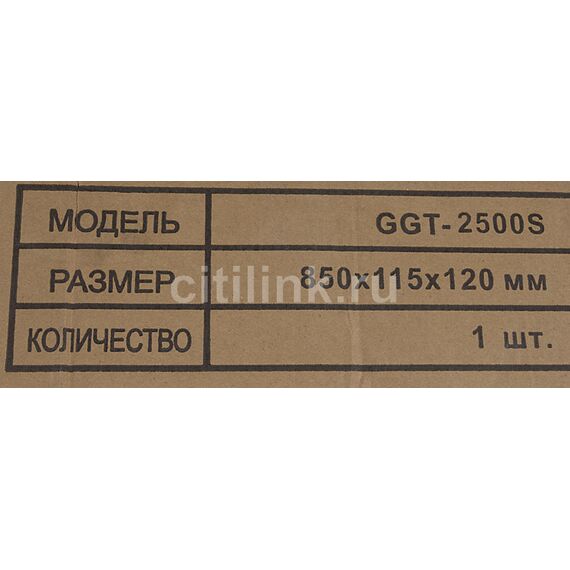 МОДЕЛЬ GGT-2500S
РАЗМЕР 850x115x120 мм
citilink.ru
КОЛИЧЕСТВО 1 шт.